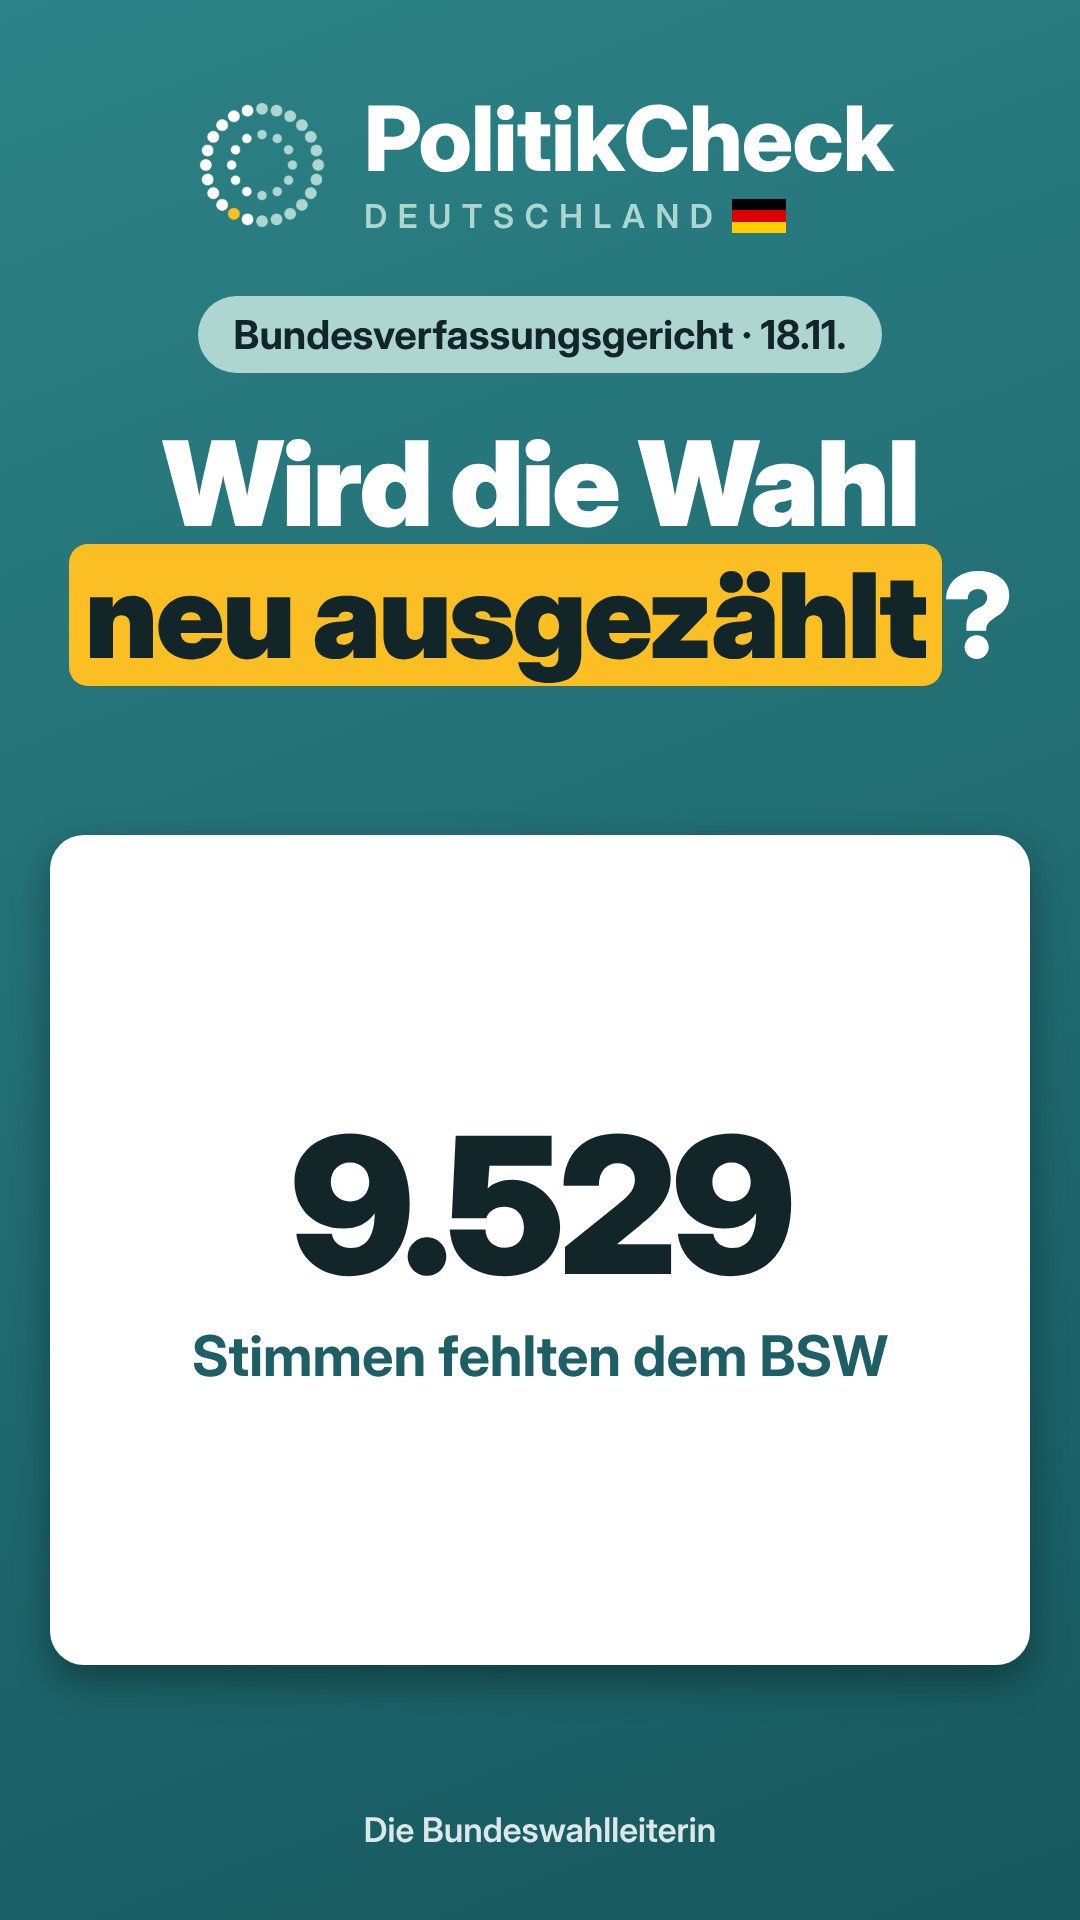 PolitikCheck
DEUTSCHLAND
Bundesverfassungsgericht · 18.11.
Wird die Wahl
neu ausgezählt?
9.529
Stimmen fehlten dem BSW
Die Bundeswahlleiterin